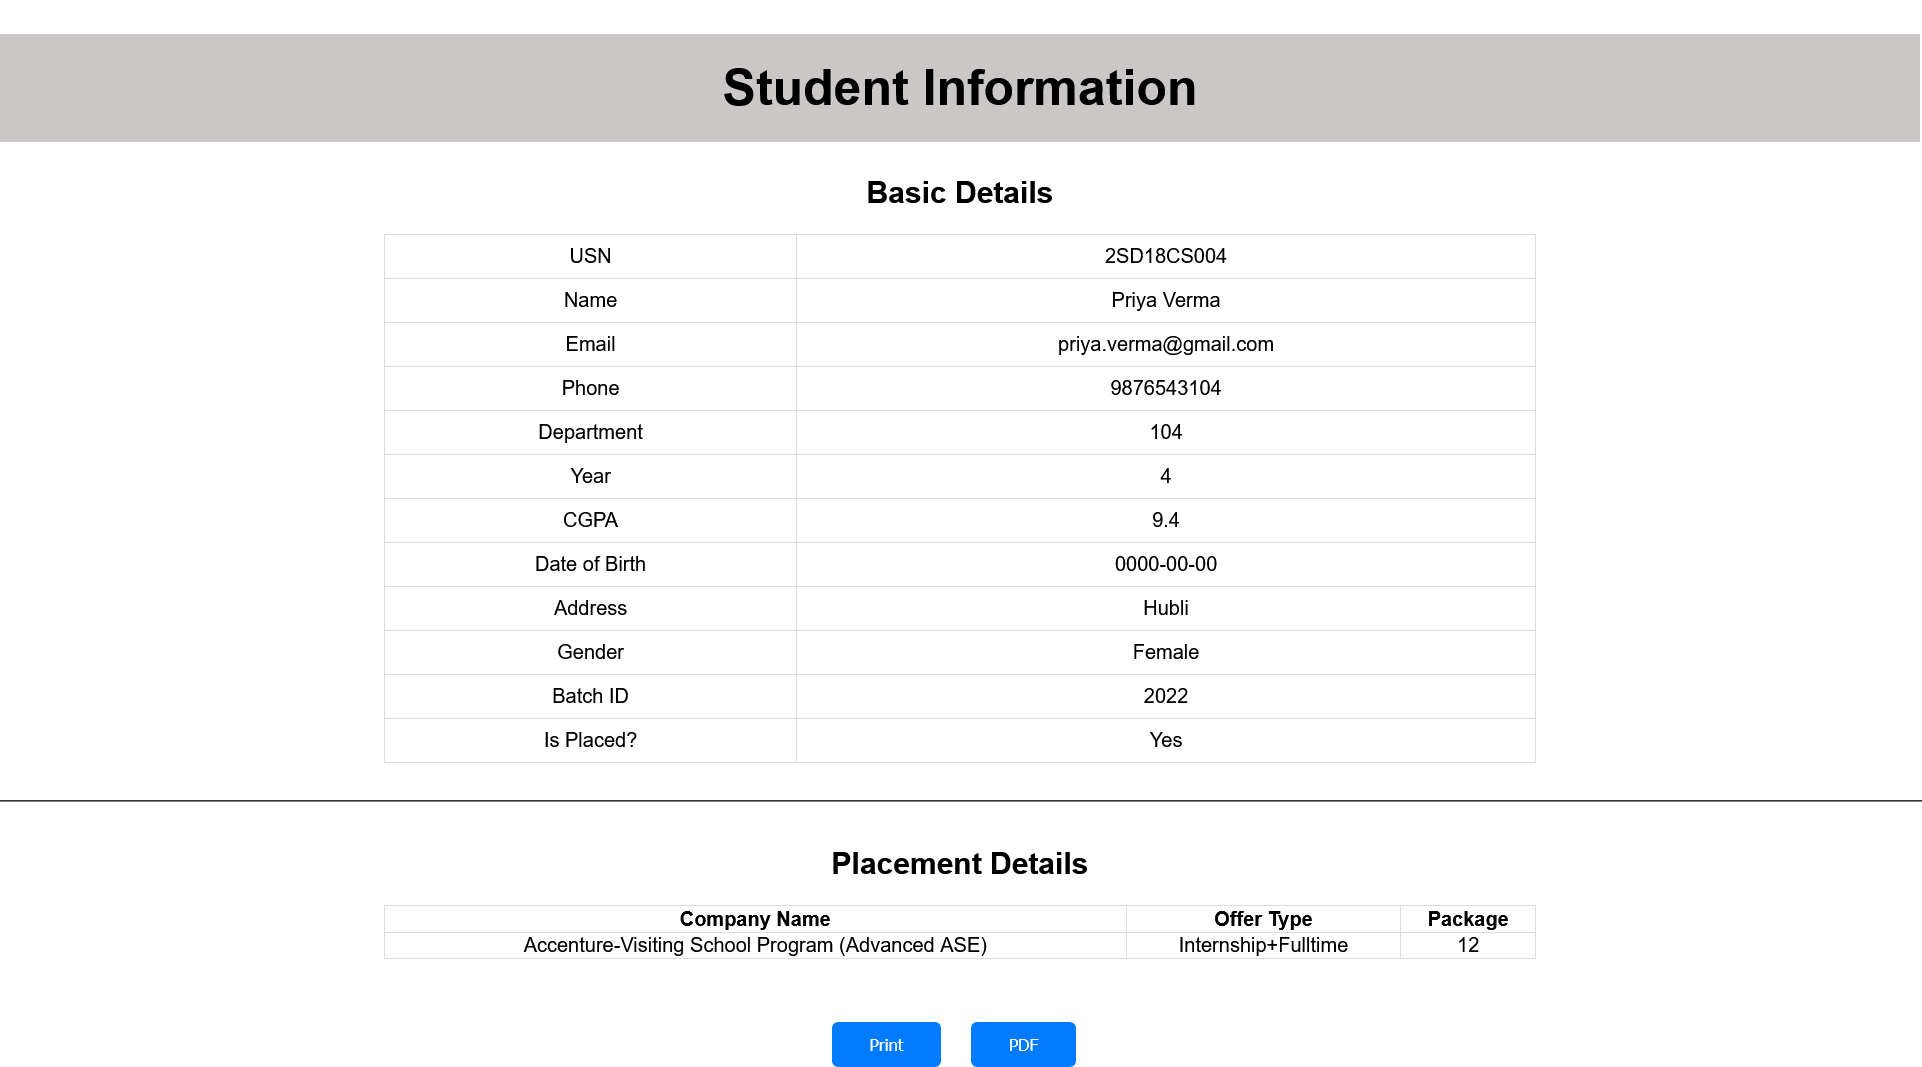 Student Information
Basic Details
USN 2SD18CS004
Name Priya Verma
Email priya.verma@gmail.com
Phone 9876543104
Department 104
Year 4
CGPA 9.4
Date of Birth 0000-00-00
Address Hubli
Gender Female
Batch ID 2022
Is Placed? Yes
Placement Details
Company Name Offer Type Package
Accenture-Visiting School Program (Advanced ASE) Internship+Fulltime 12
Print PDF